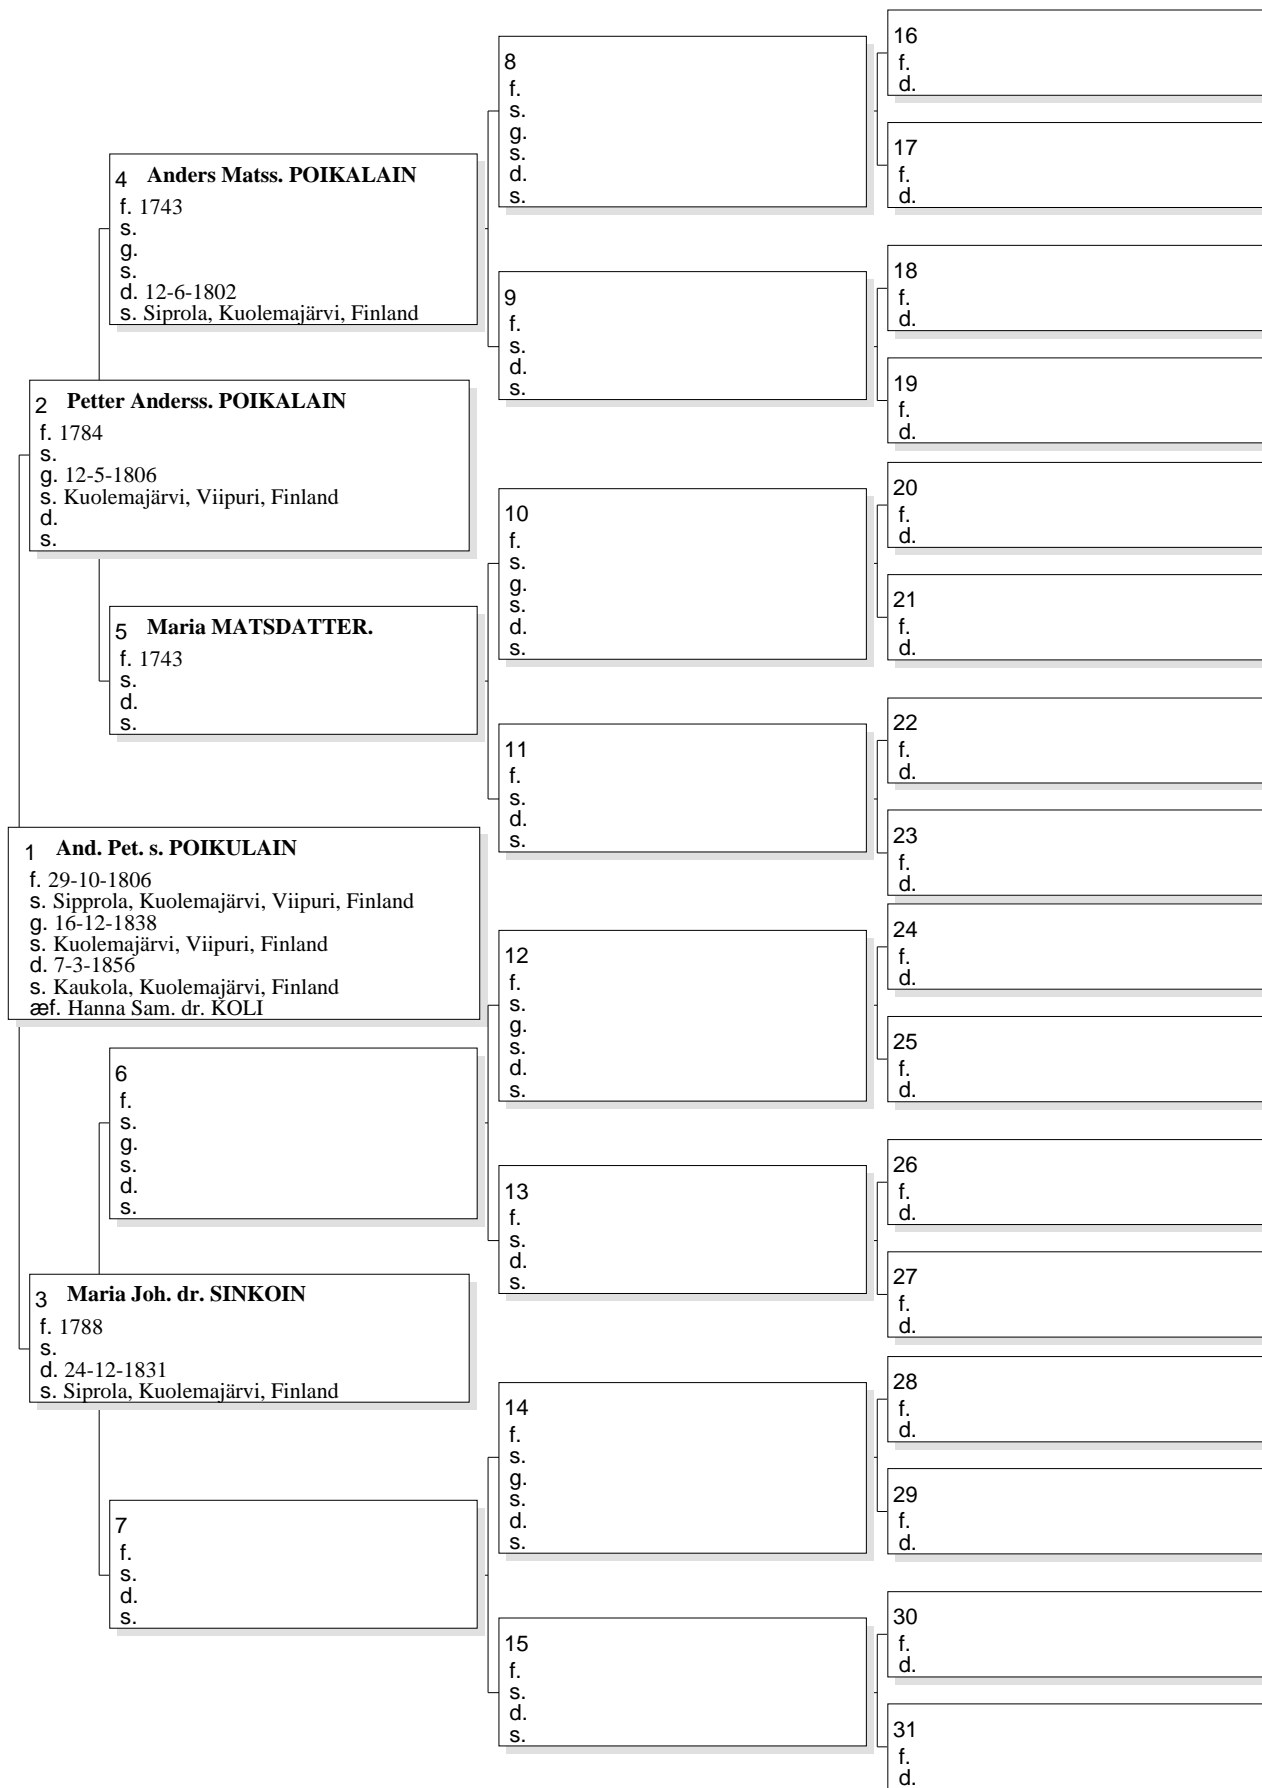 1 And. Pet. s. POIKULAIN
f. 29-10-1806
s. Sipprola, Kuolemajärvi, Viipuri, Finland
g. 16-12-1838
s. Kuolemajärvi, Viipuri, Finland
d. 7-3-1856
s. Kaukola, Kuolemajärvi, Finland
æf. Hanna Sam. dr. KOLI
2 Petter Anderss. POIKALAIN
f. 1784
s.
g. 12-5-1806
s. Kuolemajärvi, Viipuri, Finland
d.
s.
3 Maria Joh. dr. SINKOIN
f. 1788
s.
d. 24-12-1831
s. Siprola, Kuolemajärvi, Finland
4 Anders Matss. POIKALAIN
f. 1743
s.
g.
s.
d. 12-6-1802
s. Siprola, Kuolemajärvi, Finland
5 Maria MATSDATTER.
f. 1743
s.
d.
s.
6
f.
s.
g.
s.
d.
s.
7
f.
s.
d.
s.
8
f.
s.
g.
s.
d.
s.
9
f.
s.
d.
s.
10
f.
s.
g.
s.
d.
s.
11
f.
s.
d.
s.
12
f.
s.
g.
s.
d.
s.
13
f.
s.
d.
s.
14
f.
s.
g.
s.
d.
s.
15
f.
s.
d.
s.
16
f.
d.
17
f.
d.
18
f.
d.
19
f.
d.
20
f.
d.
21
f.
d.
22
f.
d.
23
f.
d.
24
f.
d.
25
f.
d.
26
f.
d.
27
f.
d.
28
f.
d.
29
f.
d.
30
f.
d.
31
f.
d.